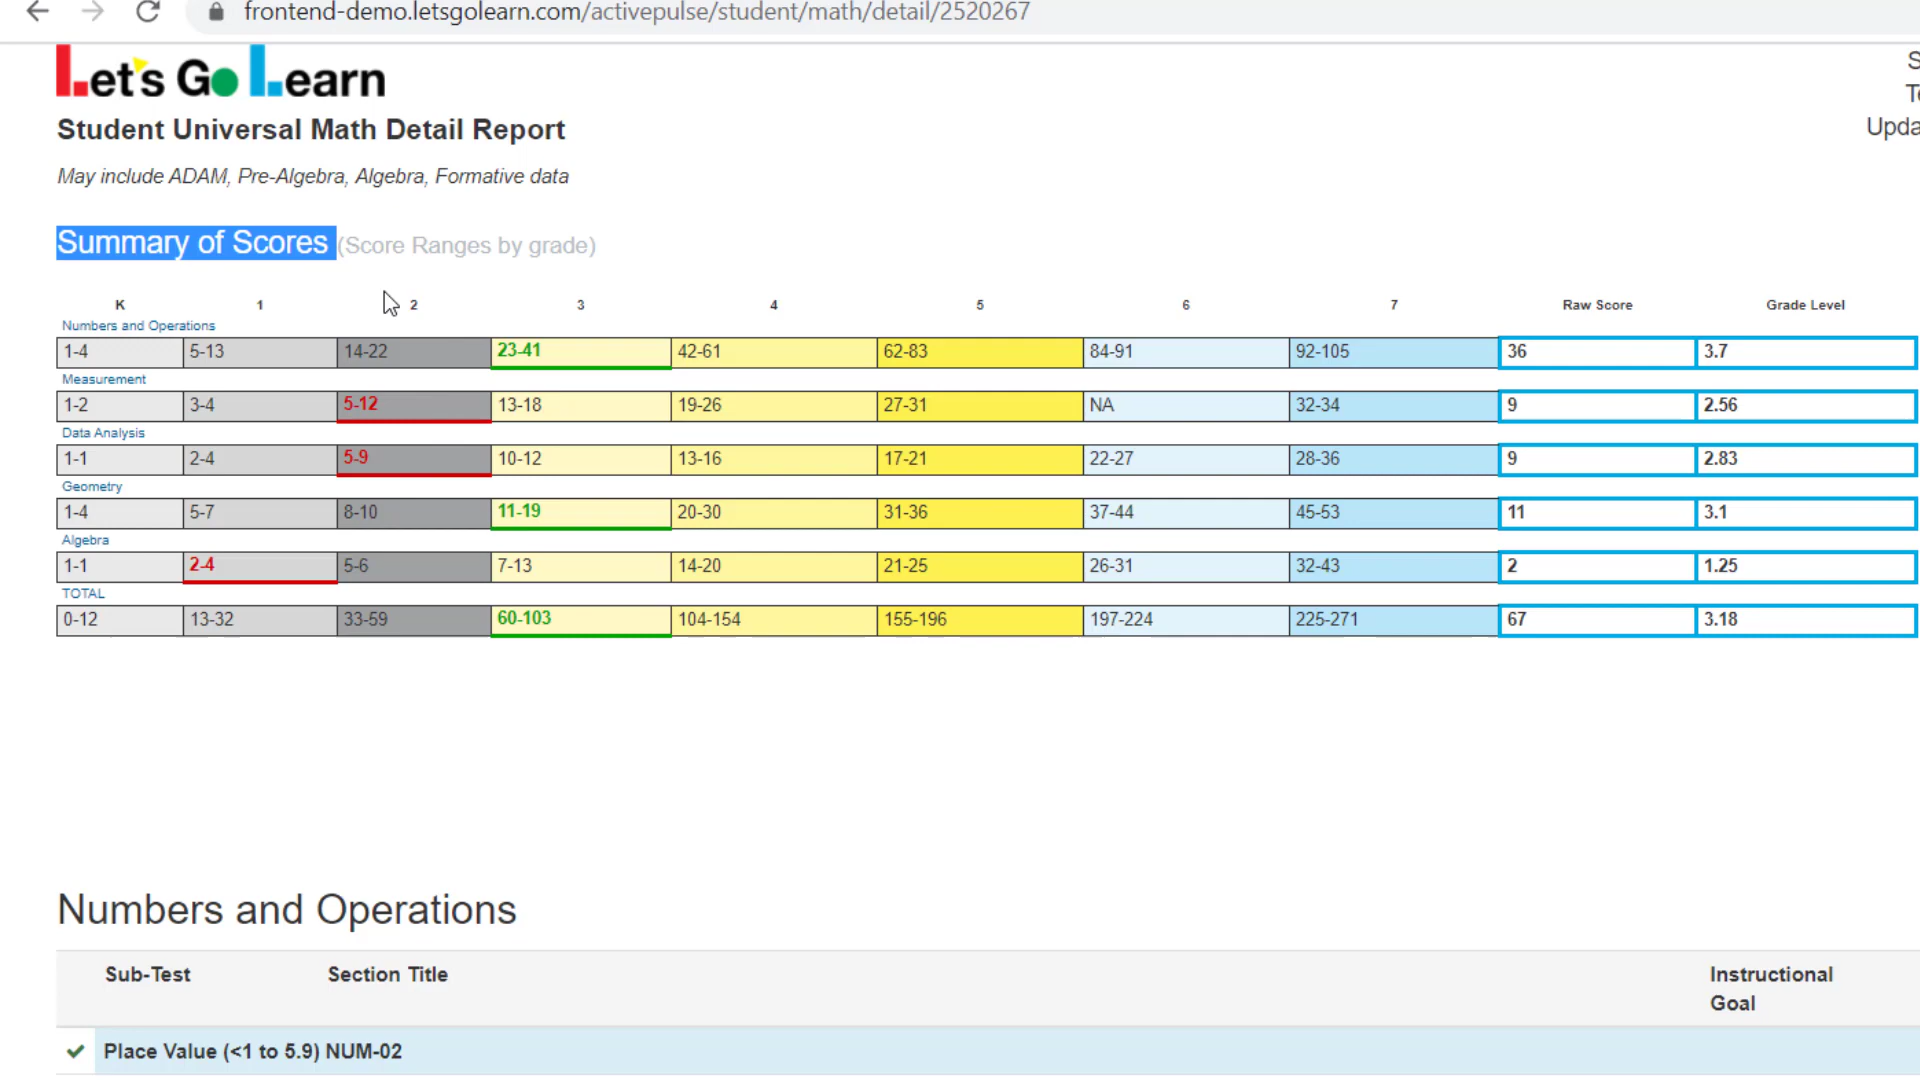 frontend-demo.letsgolearn.com/activepulse/student/math/detail/2520267
Let's Go Learn
Student Universal Math Detail Report
May include ADAM, Pre-Algebra, Algebra, Formative data
Summary of Scores (Score Ranges by grade)
K 1 2 3 4 5 6 7 Raw Score Grade Level
Numbers and Operations
1-4 5-13 14-22 23-41 42-61 62-83 84-91 92-105 36 3.7
Measurement
1-2 3-4 5-12 13-18 19-26 27-31 NA 32-34 9 2.56
Data Analysis
1-1 2-4 5-9 10-12 13-16 17-21 22-27 28-36 9 2.83
Geometry
1-4 5-7 8-10 11-19 20-30 31-36 37-44 45-53 11 3.1
Algebra
1-1 2-4 5-6 7-13 14-20 21-25 26-31 32-43 2 1.25
TOTAL
0-12 13-32 33-59 60-103 104-154 155-196 197-224 225-271 67 3.18
Numbers and Operations
Sub-Test Section Title Instructional
Goal
Place Value (<1 to 5.9) NUM-02